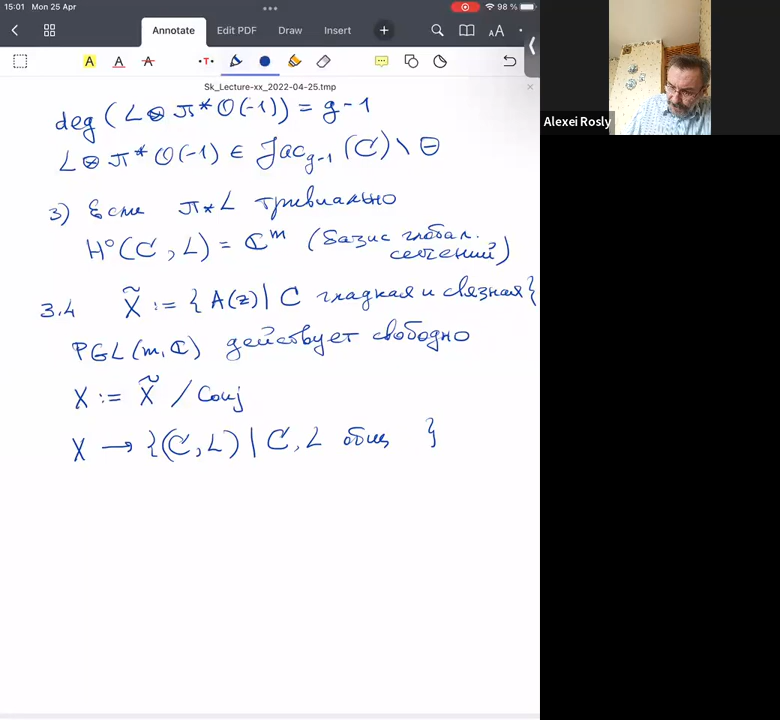 15:01 Mon 25 Apr
98 %
Annotate
Edit PDF
Draw
Insert
Sk_Lecture-xx_2022-04-25.tmp
Alexei Rosly
deg (L ⊗ π* O(-1)) = g-1
L ⊗ π* O(-1) ∈ Jac_{g-1} (C) \ Θ
3) Если π_* L тривиально
H⁰(C, L) = ℂ^m (базис глобал. сечений)
3.4 X̃ := { A(z) | C гладкая и связная}
PGL(m, ℂ) действует свободно
X := X̃ / Conj
X → {(C, L) | C, L общ }